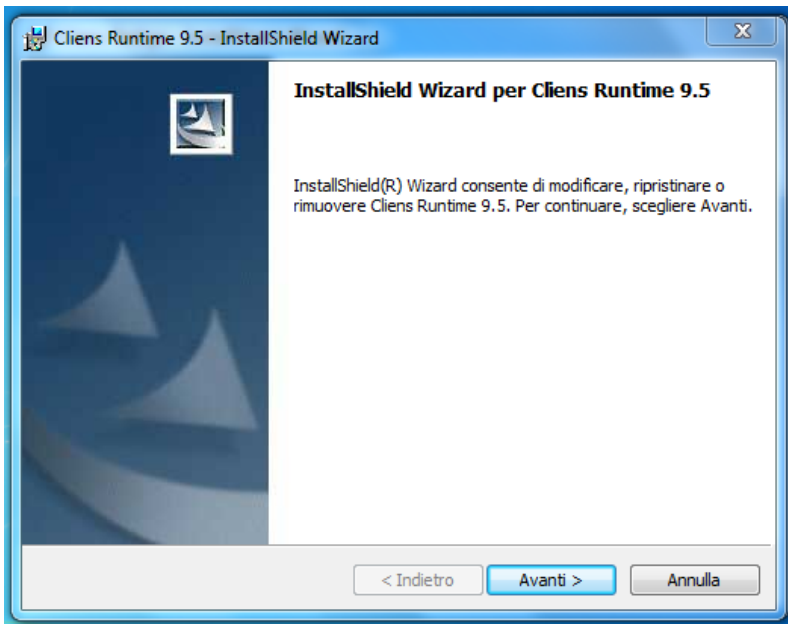 Cliens Runtime 9.5 - InstallShield Wizard
InstallShield Wizard per Cliens Runtime 9.5
InstallShield(R) Wizard consente di modificare, ripristinare o
rimuovere Cliens Runtime 9.5. Per continuare, scegliere Avanti.
< Indietro
Avanti >
Annulla